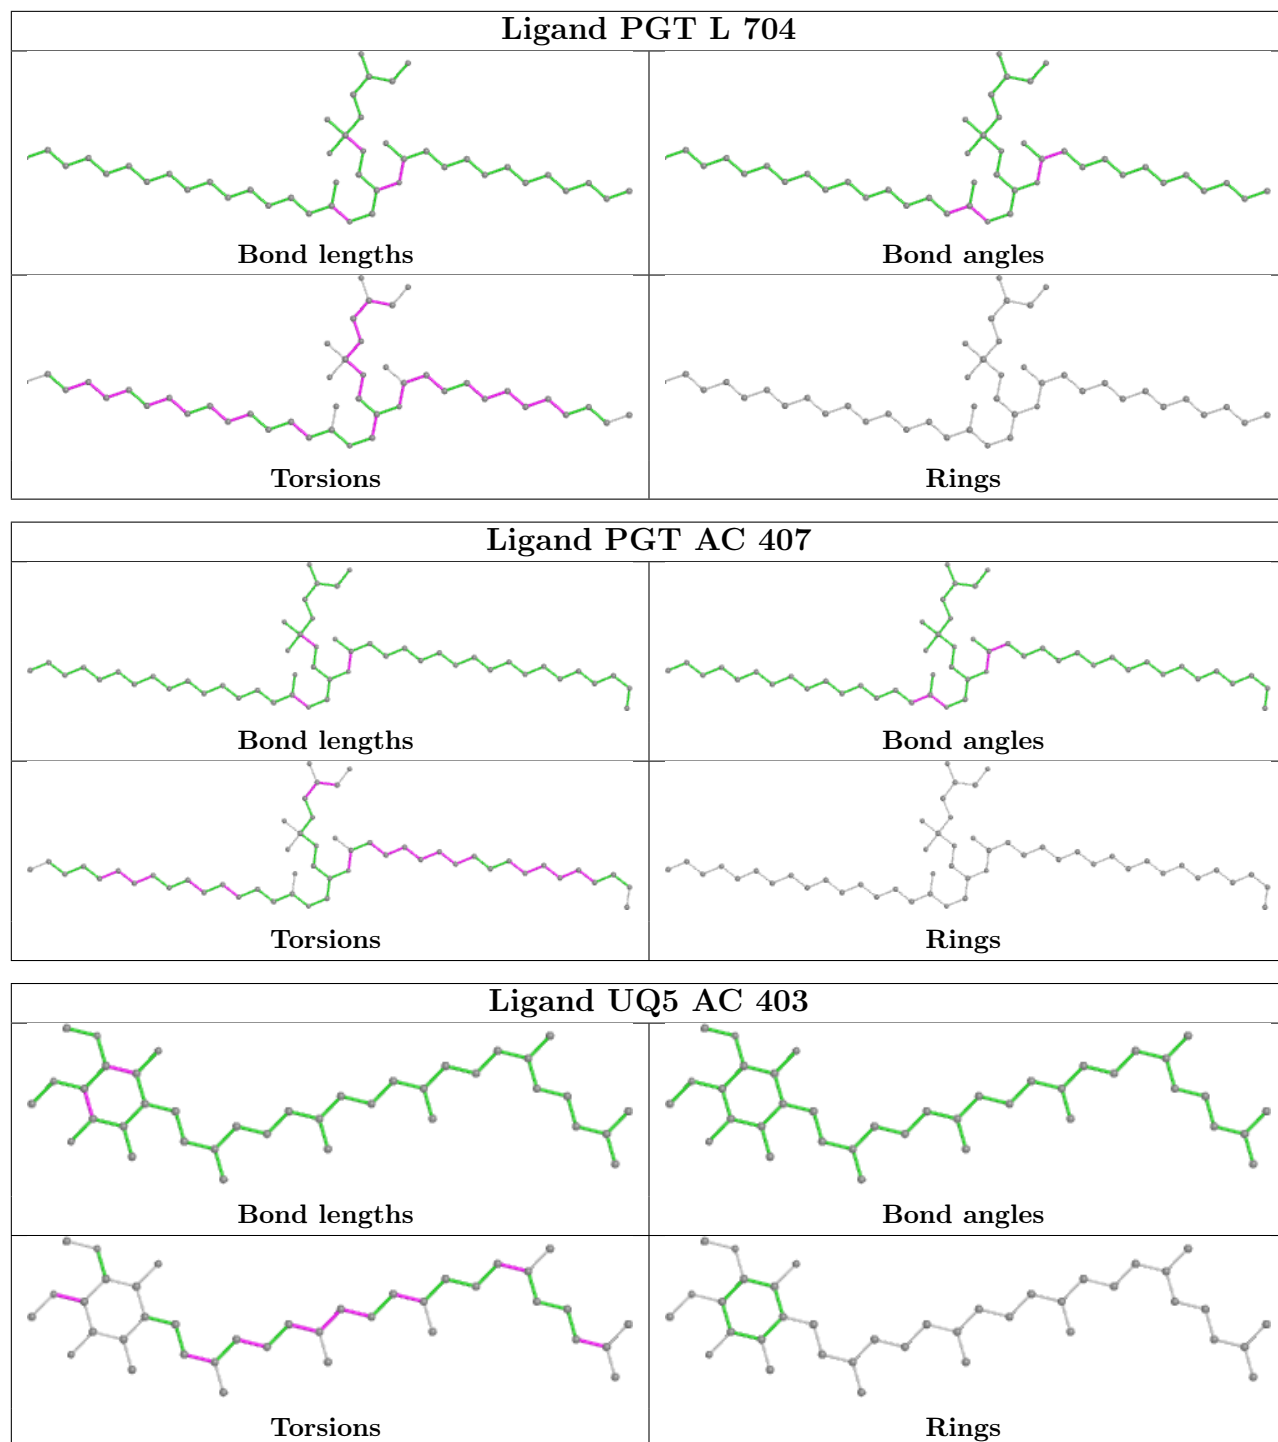 Ligand PGT L 704
Bond lengths
Bond angles
Torsions
Rings
Ligand PGT AC 407
Bond lengths
Bond angles
Torsions
Rings
Ligand UQ5 AC 403
Bond lengths
Bond angles
Torsions
Rings